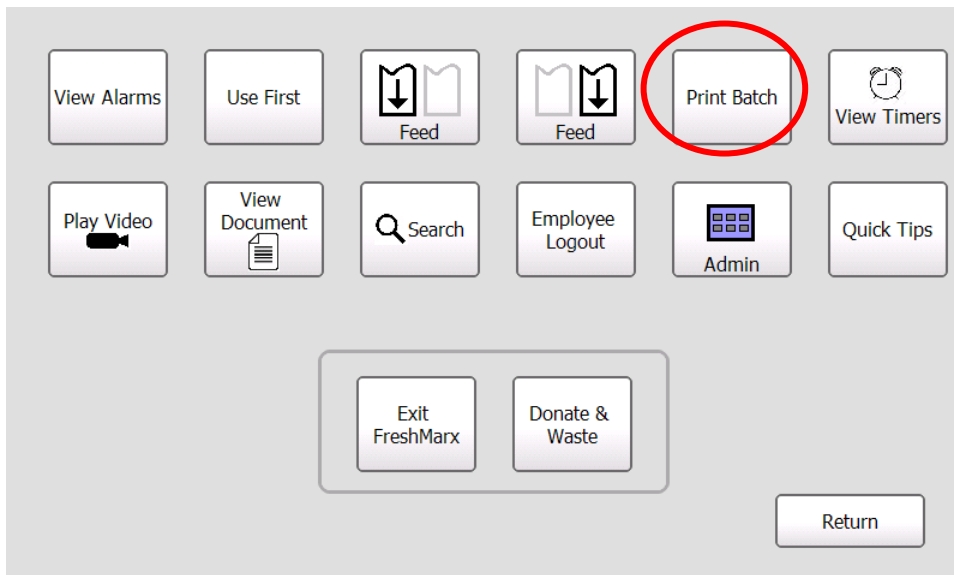 View Alarms
Use First
Feed
Feed
Print Batch
View Timers
Play Video
View
Document
Search
Employee
Logout
Admin
Quick Tips
Exit
FreshMarx
Donate &
Waste
Return